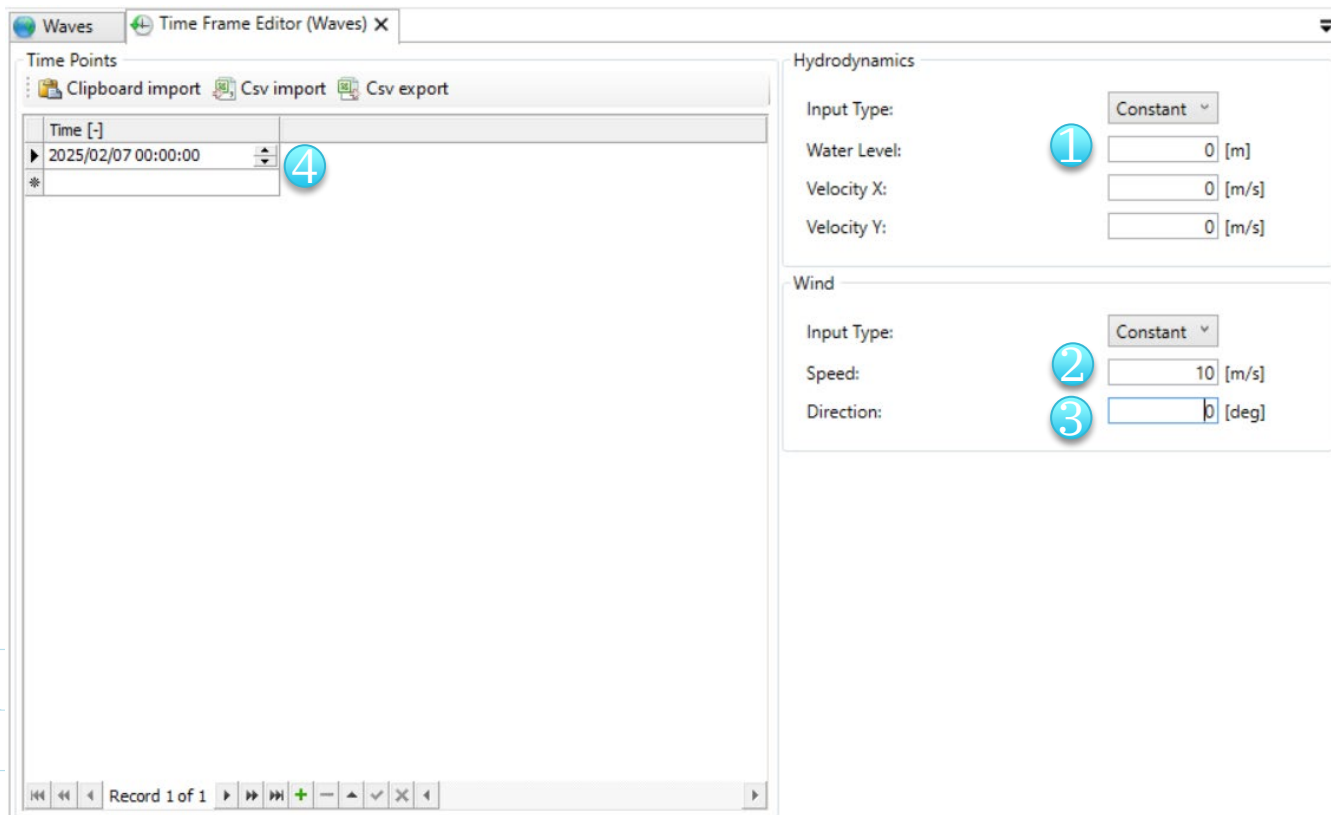 Waves
Time Frame Editor (Waves)
Time Points
Clipboard import Csv import Csv export
Time [-]
2025/02/07 00:00:00
4
Record 1 of 1
Hydrodynamics
Input Type: Constant
Water Level: 1 0 [m]
Velocity X: 0 [m/s]
Velocity Y: 0 [m/s]
Wind
Input Type: Constant
Speed: 2 10 [m/s]
Direction: 3 0 [deg]